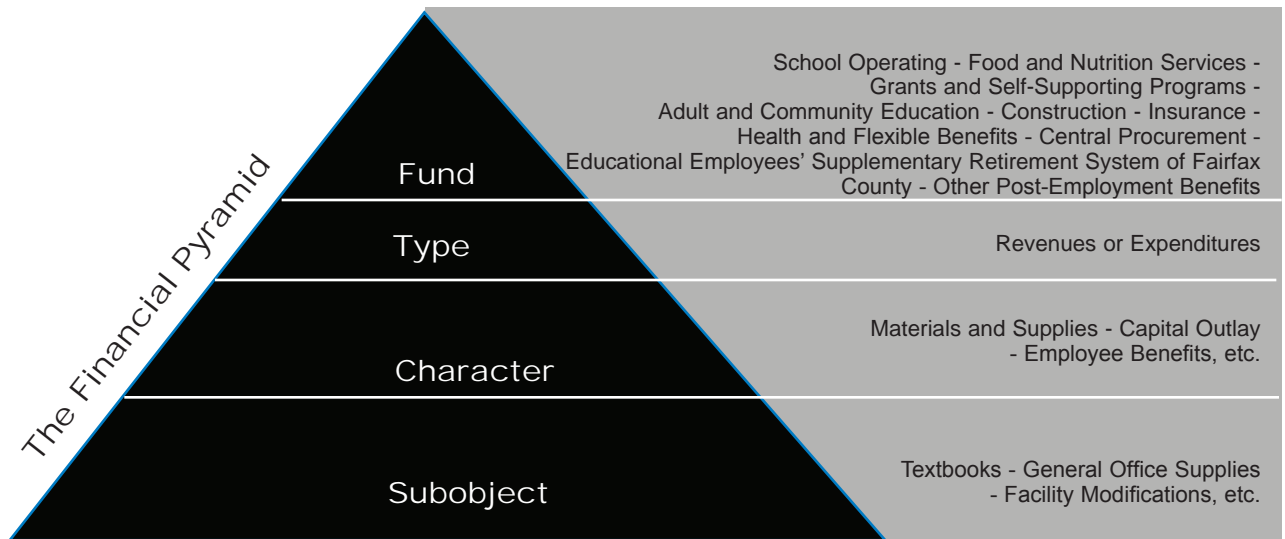 The Financial Pyramid
School Operating - Food and Nutrition Services -
Grants and Self-Supporting Programs -
Adult and Community Education - Construction - Insurance -
Health and Flexible Benefits - Central Procurement -
Educational Employees' Supplementary Retirement System of Fairfax
County - Other Post-Employment Benefits
Fund
Type
Revenues or Expenditures
Materials and Supplies - Capital Outlay
- Employee Benefits, etc.
Character
Textbooks - General Office Supplies
- Facility Modifications, etc.
Subobject